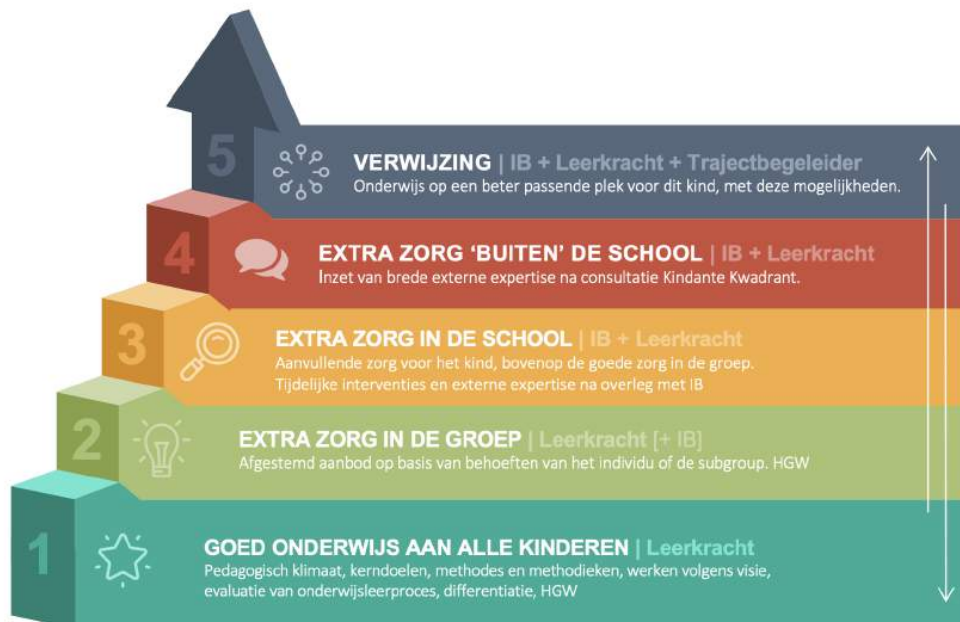 5
VERWIJZING | IB + Leerkracht + Trajectbegeleider
Onderwijs op een beter passende plek voor dit kind, met deze mogelijkheden.
4
EXTRA ZORG ‘BUITEN’ DE SCHOOL | IB + Leerkracht
Inzet van brede externe expertise na consultatie Kindante Kwadrant.
3
EXTRA ZORG IN DE SCHOOL | IB + Leerkracht
Aanvullende zorg voor het kind, bovenop de goede zorg in de groep.
Tijdelijke interventies en externe expertise na overleg met IB
2
EXTRA ZORG IN DE GROEP | Leerkracht [+ IB]
Afgestemd aanbod op basis van behoeften van het individu of de subgroup. HGW
1
GOED ONDERWIJS AAN ALLE KINDEREN | Leerkracht
Pedagogisch klimaat, kerndoelen, methodes en methodieken, werken volgens visie,
evaluatie van onderwijsleerproces, differentiatie, HGW